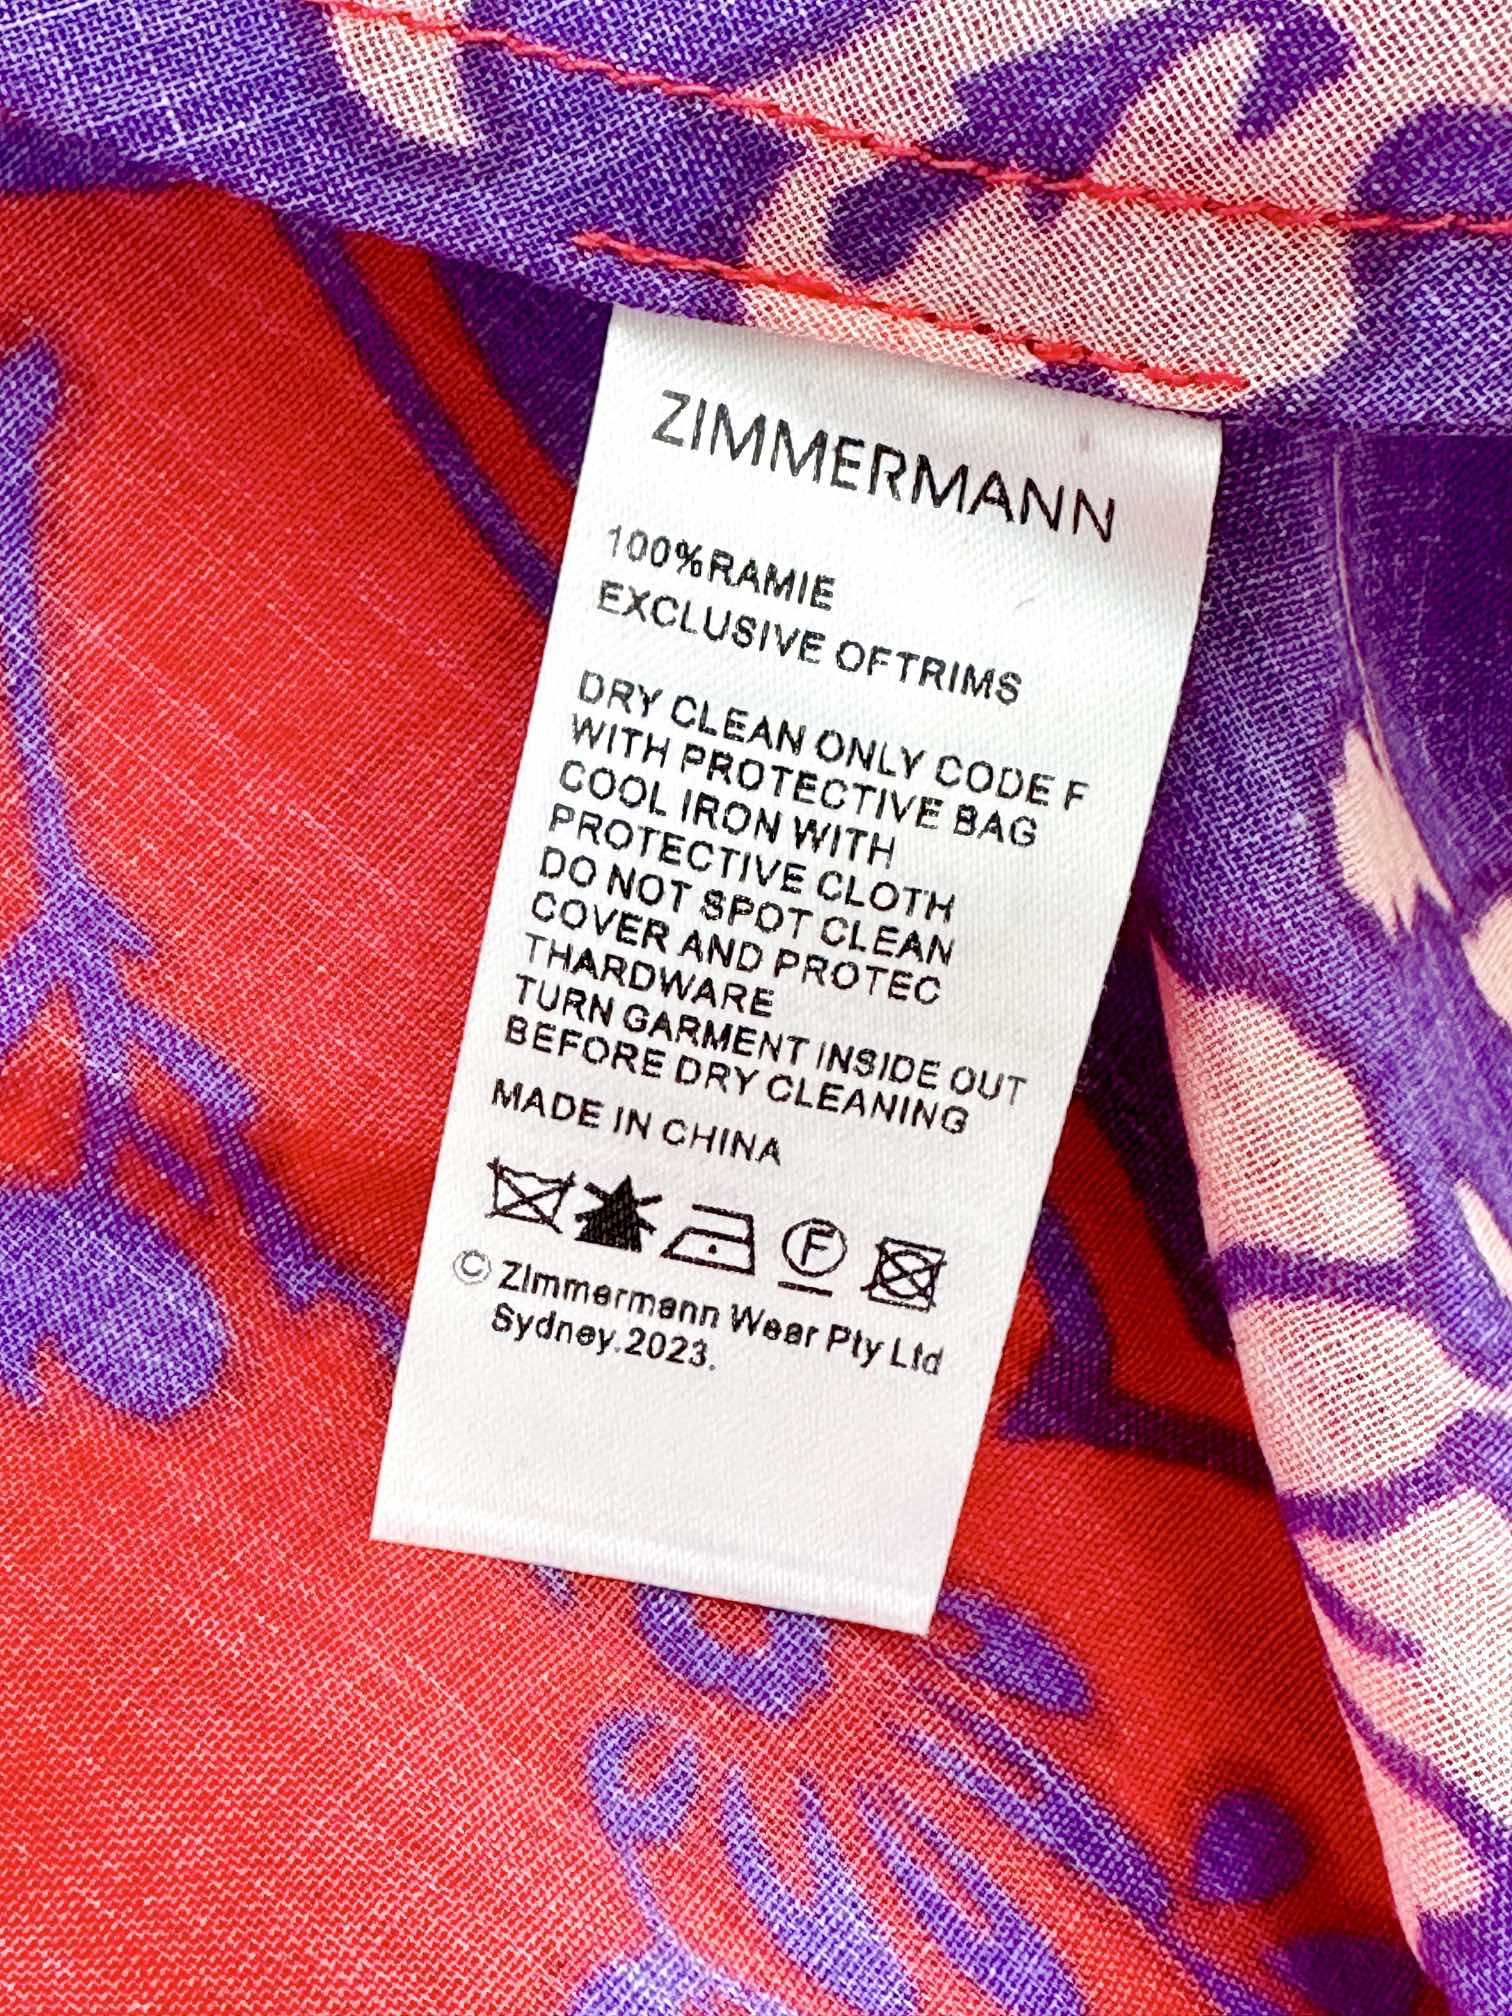 ZIMMERMANN
100%RAMIE
EXCLUSIVE OFTRIMS
DRY CLEAN ONLY CODE F
WITH PROTECTIVE BAG
COOL IRON WITH
PROTECTIVE CLOTH
DO NOT SPOT CLEAN
COVER AND PROTEC
THARDWARE
TURN GARMENT INSIDE OUT
BEFORE DRY CLEANING
MADE IN CHINA
F
© Zimmermann Wear Pty Ltd
Sydney.2023.